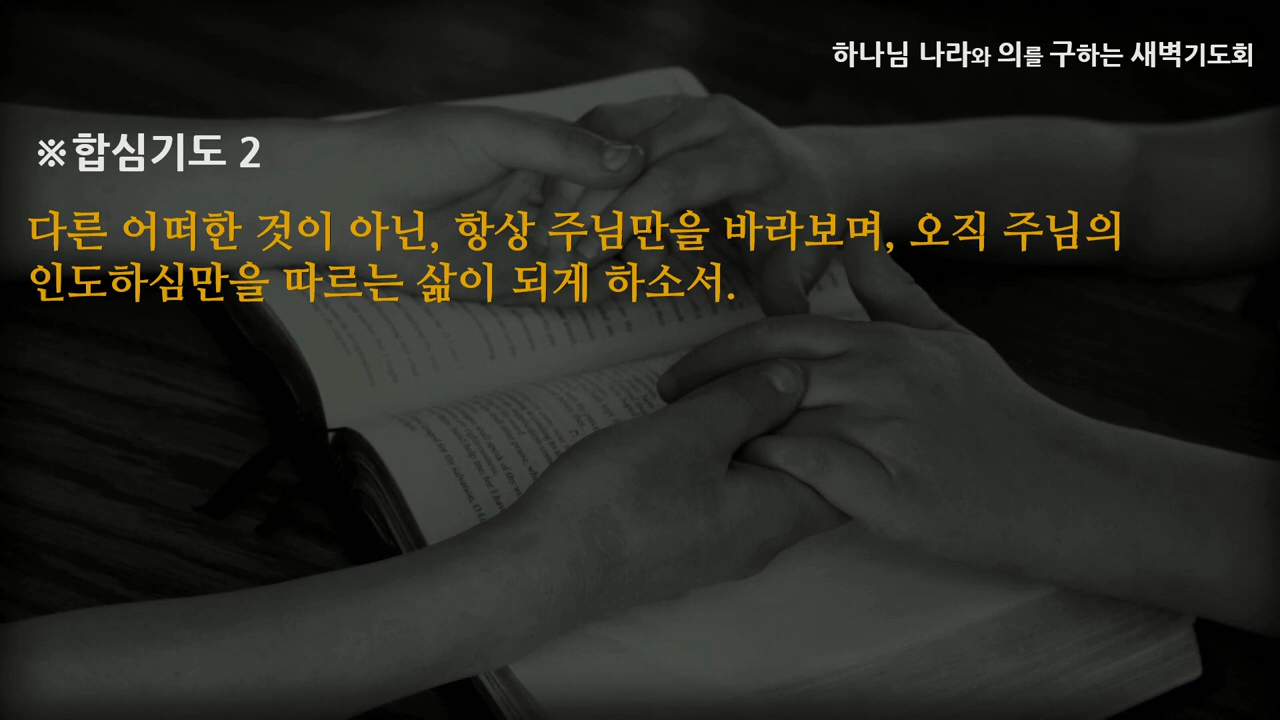 하나님 나라와 의를 구하는 새벽기도회
※합심기도 2
다른 어떠한 것이 아닌, 항상 주님만을 바라보며, 오직 주님의
인도하심만을 따르는 삶이 되게 하소서.